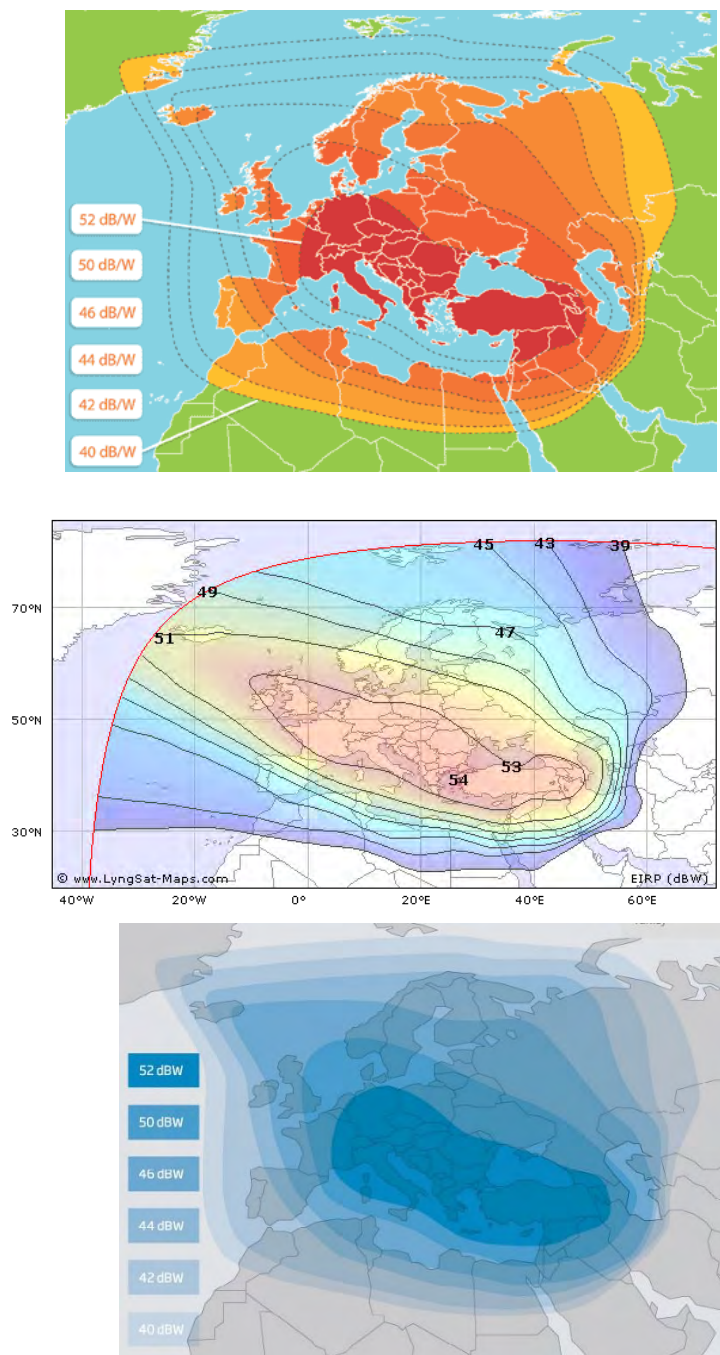 52 dB/W
50 dB/W
46 dB/W
44 dB/W
42 dB/W
40 dB/W
45 43 39
49
70°N
51 47
50°N
53
54
30°N
© www.LyngSat-Maps.com EIRP (dBW)
40°W 20°W 0° 20°E 40°E 60°E
52 dBW
50 dBW
46 dBW
44 dBW
42 dBW
40 dBW